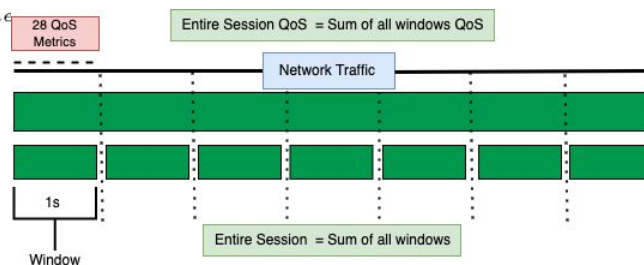 28 QoS
Metrics
Entire Session QoS = Sum of all windows QoS
Network Traffic
1s
Window
Entire Session = Sum of all windows